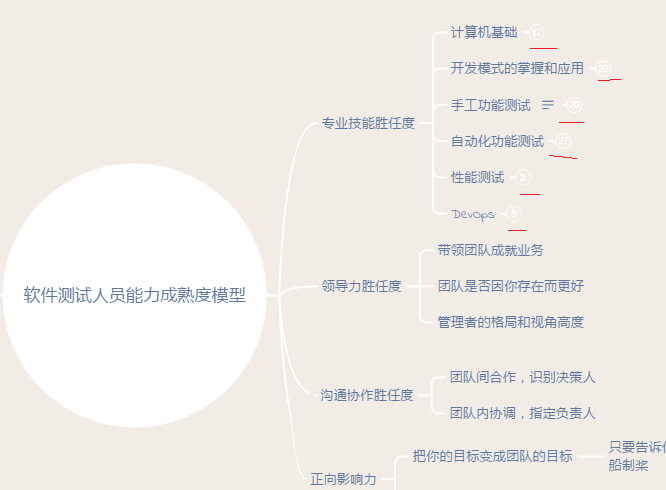 软件测试人员能力成熟度模型
专业技能胜任度
计算机基础 17
开发模式的掌握和应用 20
手工功能测试 29
自动化功能测试 27
性能测试 3
Devops 5
领导力胜任度
带领团队成就业务
团队是否因你存在而更好
管理者的格局和视角高度
沟通协作胜任度
团队间合作，识别决策人
团队内协调，指定负责人
正向影响力
把你的目标变成团队的目标
只要告诉
船制桨